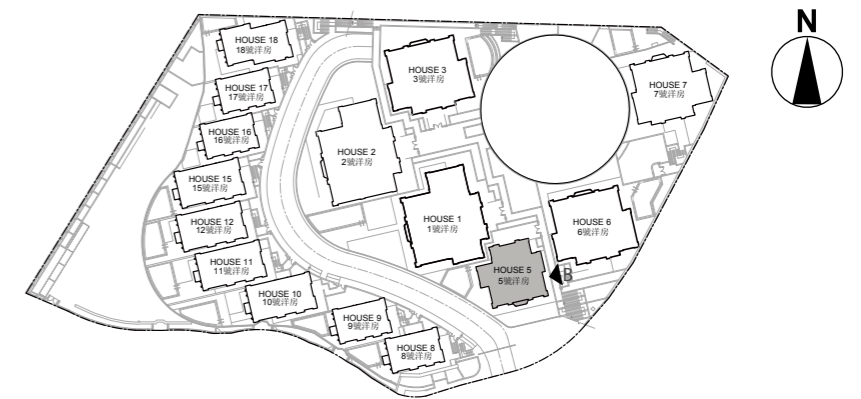 N
HOUSE 18
18號洋房
HOUSE 17
17號洋房
HOUSE 16
16號洋房
HOUSE 15
15號洋房
HOUSE 12
12號洋房
HOUSE 11
11號洋房
HOUSE 10
10號洋房
HOUSE 9
9號洋房
HOUSE 8
8號洋房
HOUSE 3
3號洋房
HOUSE 2
2號洋房
HOUSE 1
1號洋房
HOUSE 5
5號洋房
B
HOUSE 6
6號洋房
HOUSE 7
7號洋房